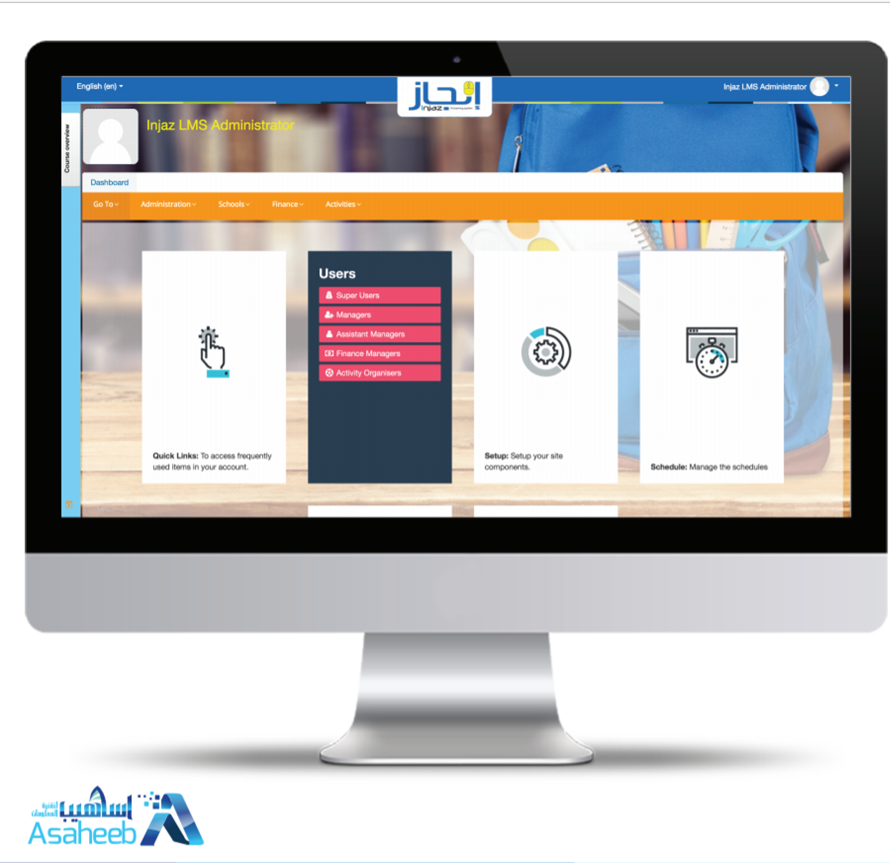 English (en)
إنجاز
injaz
Injaz LMS Administrator
Course overview
Injaz LMS Administrator
Dashboard
Go To
Administration
Schools
Finance
Activities
Users
Super Users
Managers
Assistant Managers
Finance Managers
Activity Organisers
Quick Links: To access frequently
used items in your account.
Setup: Setup your site
components.
Schedule: Manage the schedules
اساهيب
لتقنية
المعلومات
Asaheeb